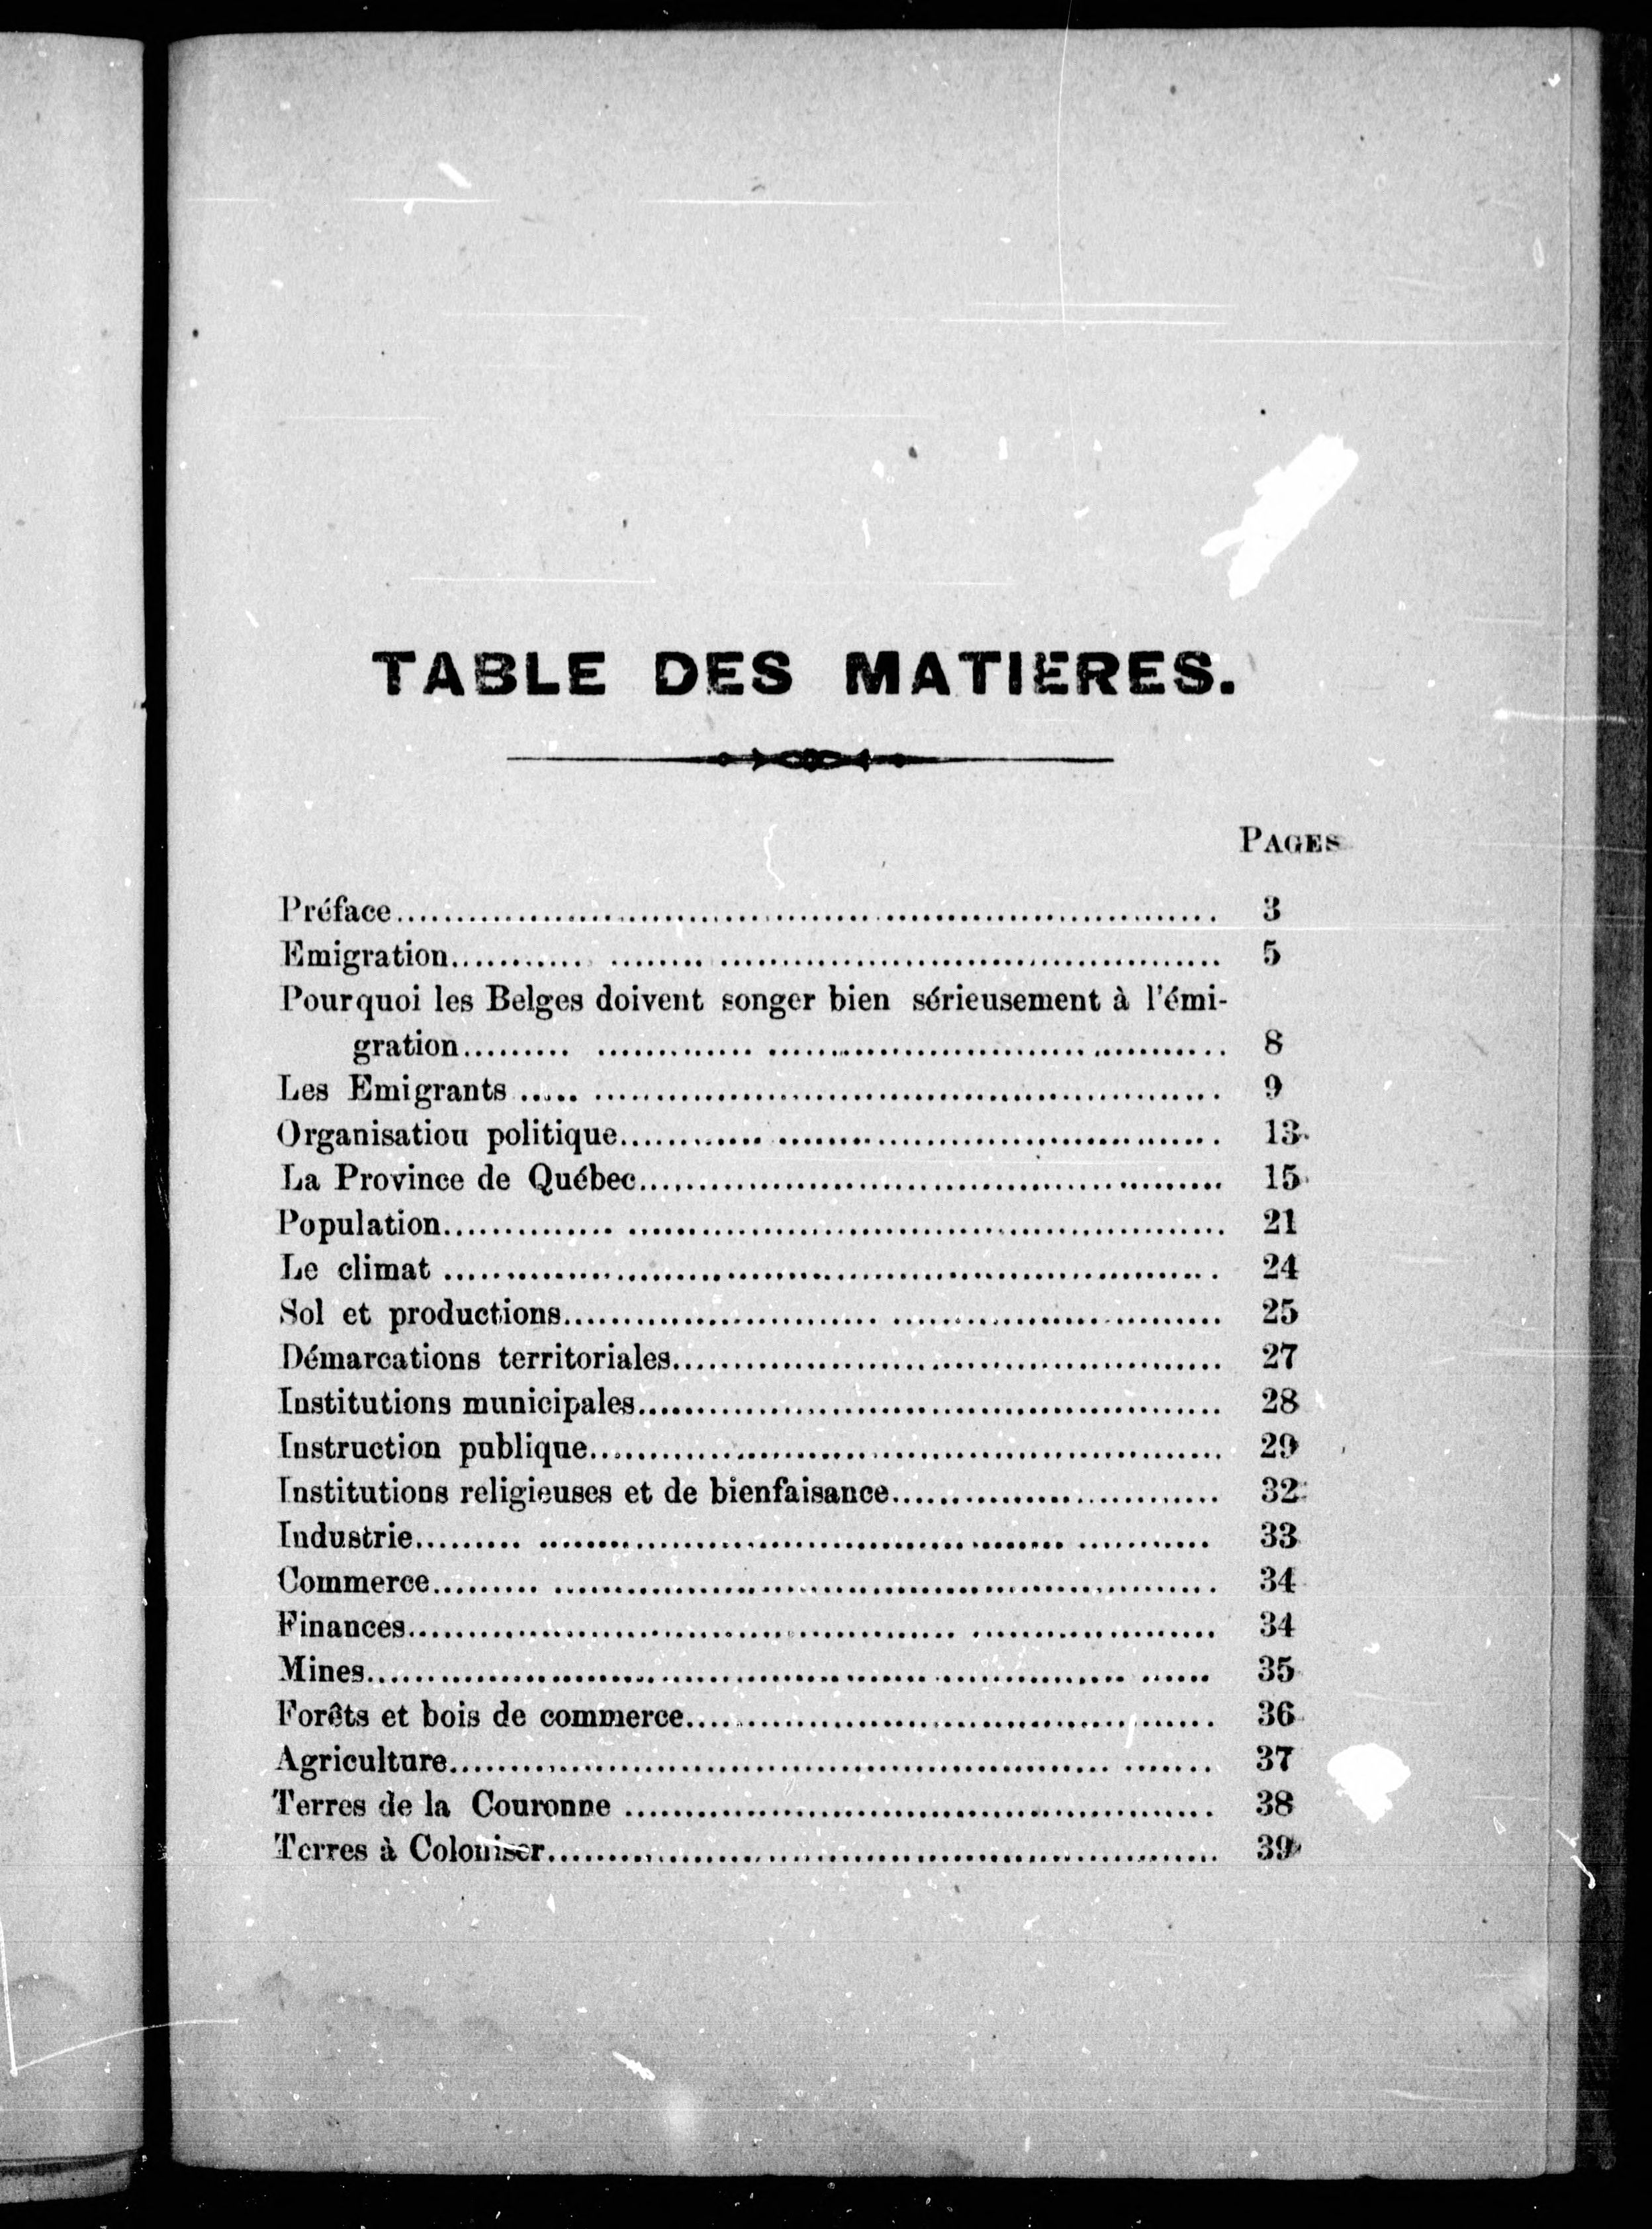 TABLE DES MATIERES.
PAGES
Préface.................................................. 3
Emigration.................................................. 5
Pourquoi les Belges doivent songer bien sérieusement à l'émi-
gration.................................................. 8
Les Emigrants .................................................. 9
Organisation politique.................................................. 13
La Province de Québec.................................................. 15
Population.................................................. 21
Le climat .................................................. 24
Sol et productions.................................................. 25
Démarcations territoriales.................................................. 27
Institutions municipales.................................................. 28
Instruction publique.................................................. 29
Institutions religieuses et de bienfaisance.............................. 32
Industrie.................................................. 33
Commerce.................................................. 34
Finances.................................................. 34
Mines.................................................. 35
Forêts et bois de commerce.................................................. 36
Agriculture.................................................. 37
Terres de la Couronne .................................................. 38
Terres à Coloniser.................................................. 39